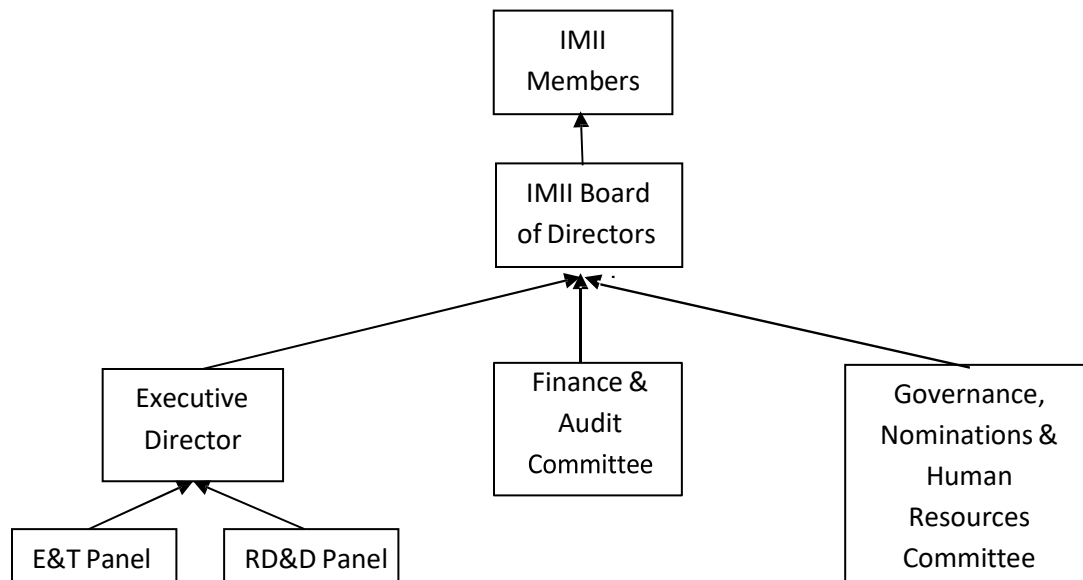 IMII
Members
IMII Board
of Directors
Executive
Director
Finance &
Audit
Committee
Governance,
Nominations &
Human
Resources
Committee
E&T Panel
RD&D Panel